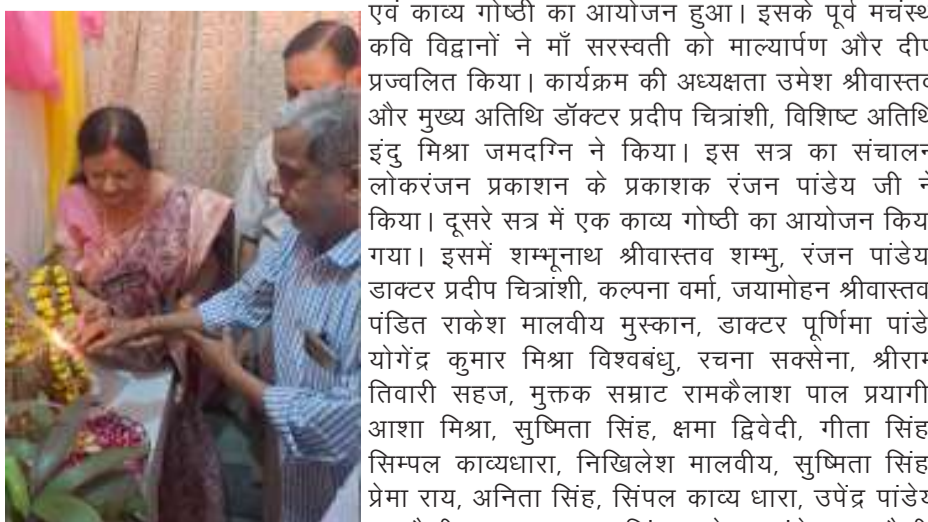 एवं काव्य गोष्ठी का आयोजन हुआ। इसके पूर्व मचंस्थ
कवि विद्वानों ने माँ सरस्वती को माल्यार्पण और दीप
प्रज्वलित किया। कार्यक्रम की अध्यक्षता उमेश श्रीवास्तव
और मुख्य अतिथि डॉक्टर प्रदीप चित्रांशी, विशिष्ट अतिथि
इंदु मिश्रा जमदग्नि ने किया। इस सत्र का संचालन
लोकरंजन प्रकाशन के प्रकाशक रंजन पांडेय जी ने
किया। दूसरे सत्र में एक काव्य गोष्ठी का आयोजन किया
गया। इसमें शम्भूनाथ श्रीवास्तव शम्भु, रंजन पांडेय
डाक्टर प्रदीप चित्रांशी, कल्पना वर्मा, जयामोहन श्रीवास्तव
पंडित राकेश मालवीय मुस्कान, डाक्टर पूर्णिमा पांडे
योगेंद्र कुमार मिश्रा विश्वबंधु, रचना सक्सेना, श्रीराम
तिवारी सहज, मुक्तक सम्राट रामकैलाश पाल प्रयागी
आशा मिश्रा, सुष्मिता सिंह, क्षमा द्विवेदी, गीता सिंह
सिम्पल काव्यधारा, निखिलेश मालवीय, सुष्मिता सिंह
प्रेमा राय, अनिता सिंह, सिंपल काव्य धारा, उपेंद्र पांडेय